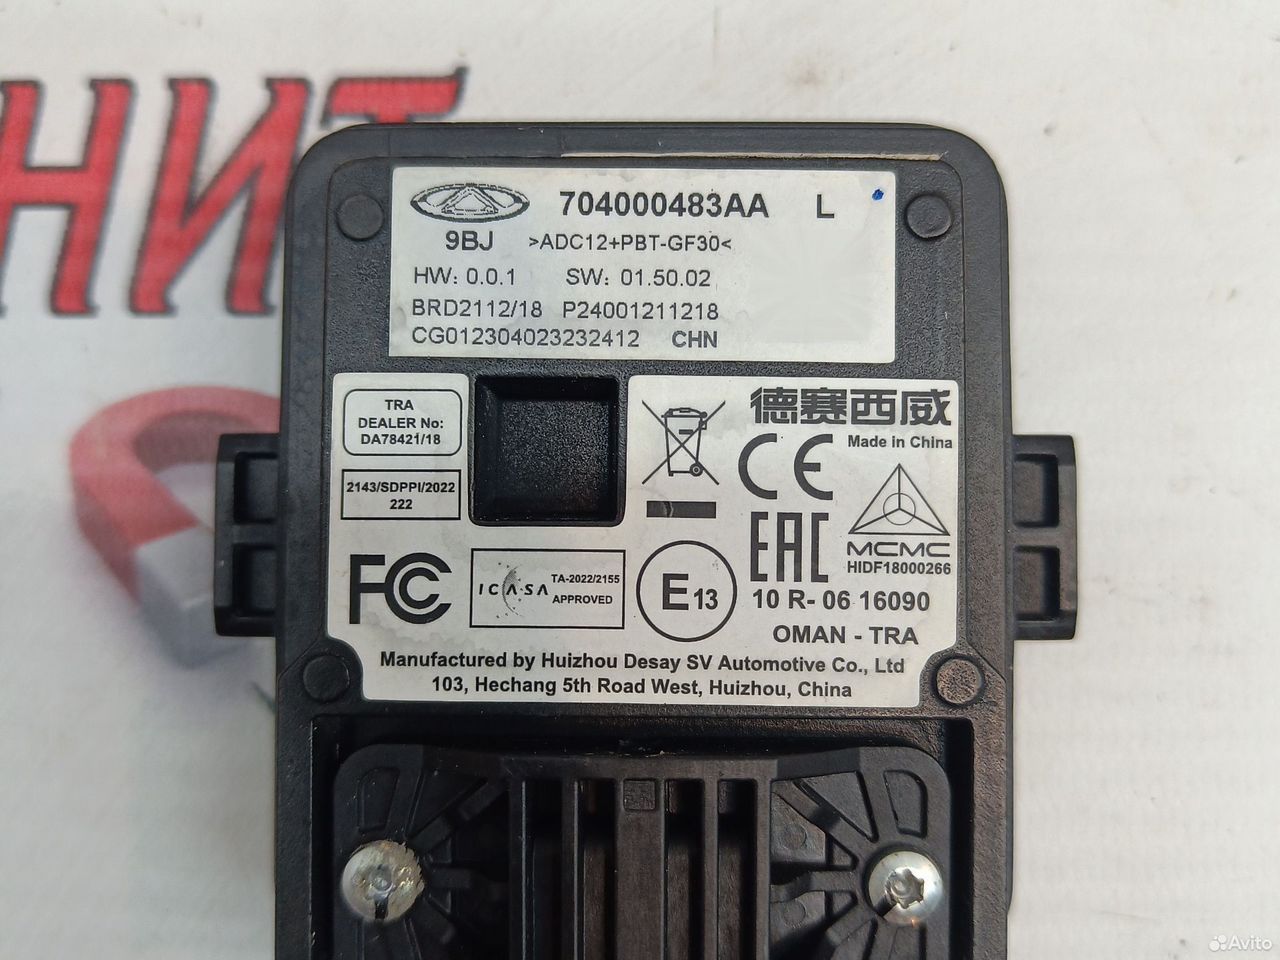 НИТ
704000483AA L
9BJ >ADC12+PBT-GF30<
HW: 0.0.1 SW: 01.50.02
BRD2112/18 P24001211218
CG012304023232412 CHN
TRA
DEALER No:
DA78421/18
2143/SDPPI/2022
222
德赛西威
Made in China
CE
EAC
MCMC
HIDF18000266
FC
ICASA
TA-2022/2155
APPROVED
E13
10 R- 06 16090
OMAN - TRA
Manufactured by Huizhou Desay SV Automotive Co., Ltd
103, Hechang 5th Road West, Huizhou, China
Avito